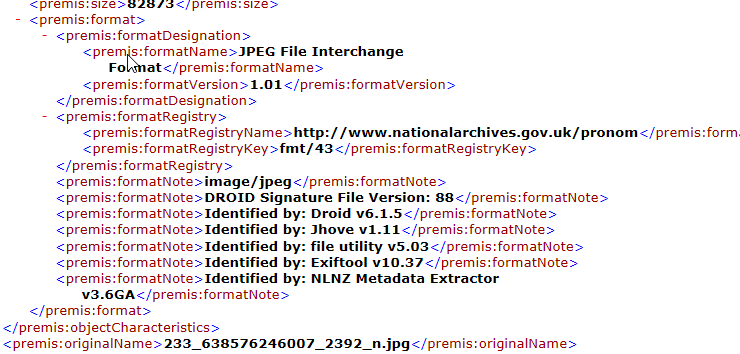 <premis:size>82873</premis:size>
- <premis:format>
- <premis:formatDesignation>
<premis:formatName>JPEG File Interchange
Format</premis:formatName>
<premis:formatVersion>1.01</premis:formatVersion>
</premis:formatDesignation>
- <premis:formatRegistry>
<premis:formatRegistryName>http://www.nationalarchives.gov.uk/pronom</premis:forma
<premis:formatRegistryKey>fmt/43</premis:formatRegistryKey>
</premis:formatRegistry>
<premis:formatNote>image/jpeg</premis:formatNote>
<premis:formatNote>DROID Signature File Version: 88</premis:formatNote>
<premis:formatNote>Identified by: Droid v6.1.5</premis:formatNote>
<premis:formatNote>Identified by: Jhove v1.11</premis:formatNote>
<premis:formatNote>Identified by: file utility v5.03</premis:formatNote>
<premis:formatNote>Identified by: Exiftool v10.37</premis:formatNote>
<premis:formatNote>Identified by: NLNZ Metadata Extractor
v3.6GA</premis:formatNote>
</premis:format>
</premis:objectCharacteristics>
<premis:originalName>233_638576246007_2392_n.jpg</premis:originalName>